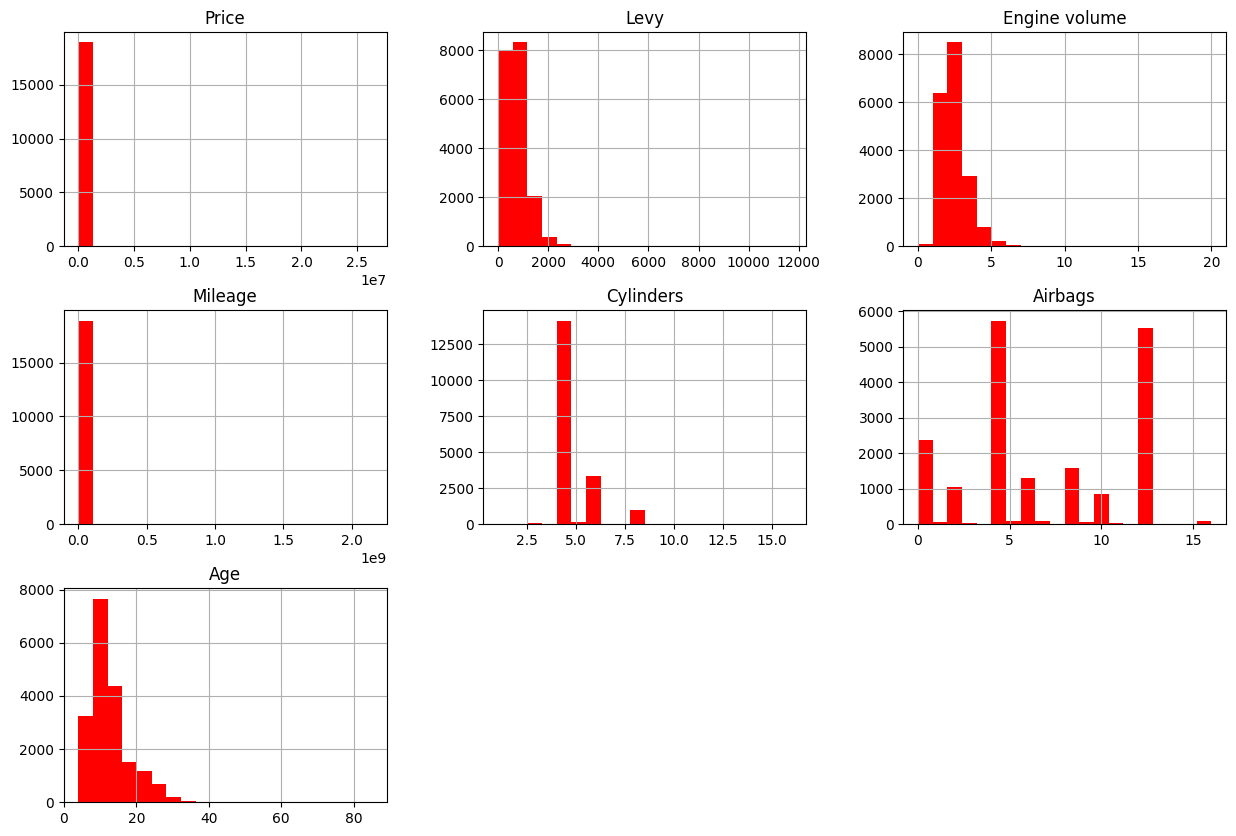 Price
Levy
Engine volume
15000
10000
5000
0
8000
6000
4000
2000
0
8000
6000
4000
2000
0
0.0 0.5 1.0 1.5 2.0 2.5
1e7
0 2000 4000 6000 8000 10000 12000
0 5 10 15 20
Mileage
Cylinders
Airbags
15000
10000
5000
0
12500
10000
7500
5000
2500
0
6000
5000
4000
3000
2000
1000
0
0.0 0.5 1.0 1.5 2.0
1e9
2.5 5.0 7.5 10.0 12.5 15.0
0 5 10 15
Age
8000
6000
4000
2000
0
0 20 40 60 80